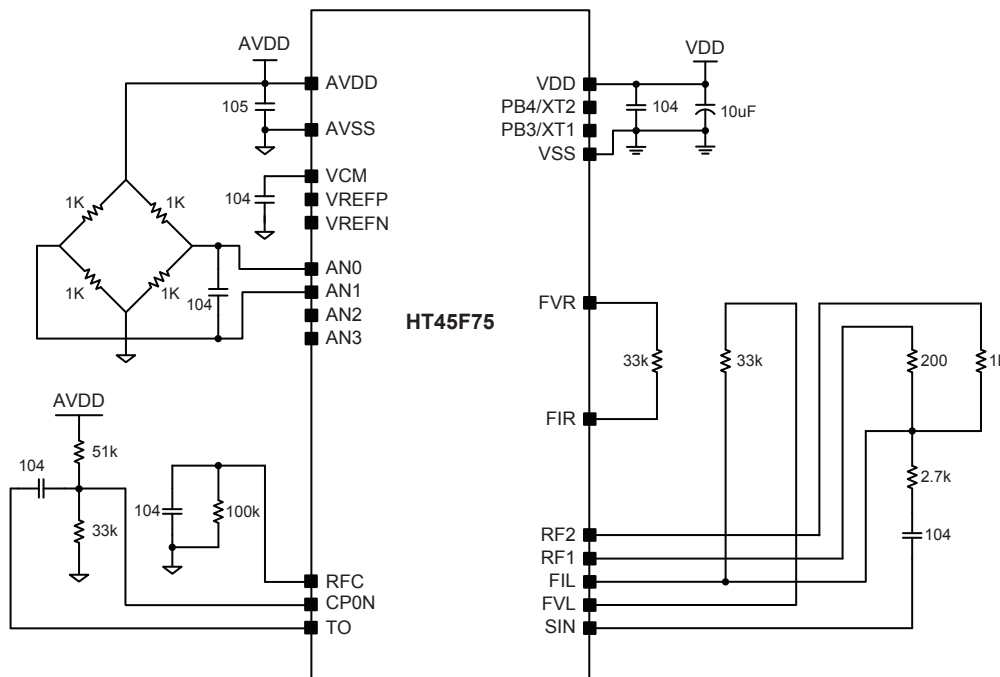 AVDD
VDD
AVDD
VDD
105
104
10uF
PB4/XT2
AVSS
PB3/XT1
VSS
VCM
104
VREFP
1K
1K
VREFN
AN0
1K
1K
104
AN1
FVR
AN2
HT45F75
AN3
33k
33k
200
AVDD
FIR
51k
104
2.7k
104
100k
33k
RF2
104
RF1
RFC
FIL
CP0N
FVL
TO
SIN